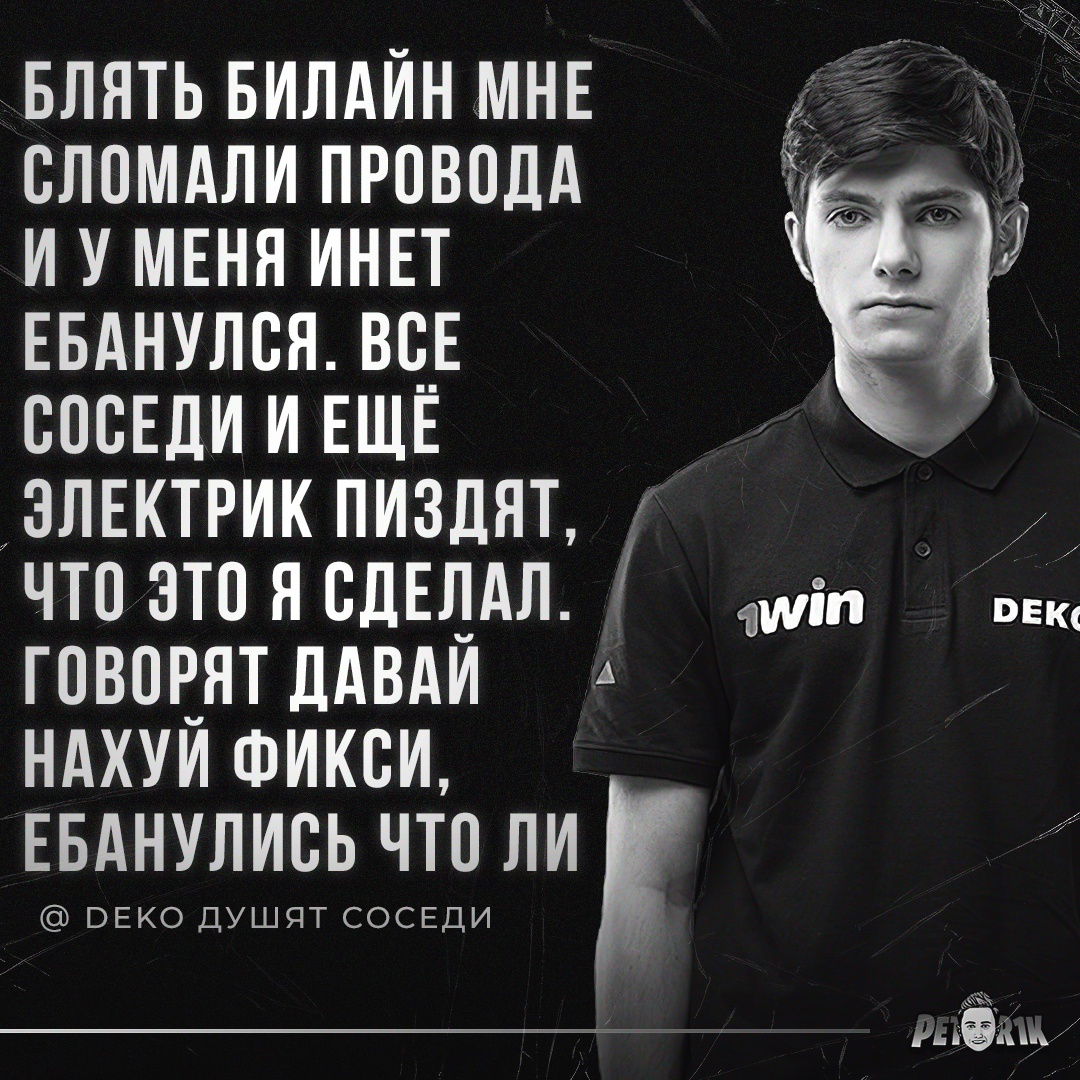 БЛЯТЬ БИЛАЙН МНЕ
СЛОМАЛИ ПРОВОДА
И У МЕНЯ ИНЕТ
ЕБАНУЛСЯ. ВСЕ
СОСЕДИ И ЕЩЁ
ЭЛЕКТРИК ПИЗДЯТ,
ЧТО ЭТО Я СДЕЛАЛ.
ГОВОРЯТ ДАВАЙ
НАХУЙ ФИКСИ,
ЕБАНУЛИСЬ ЧТО ЛИ
@ DEKO ДУШЯТ СОСЕДИ
1win
DEKO